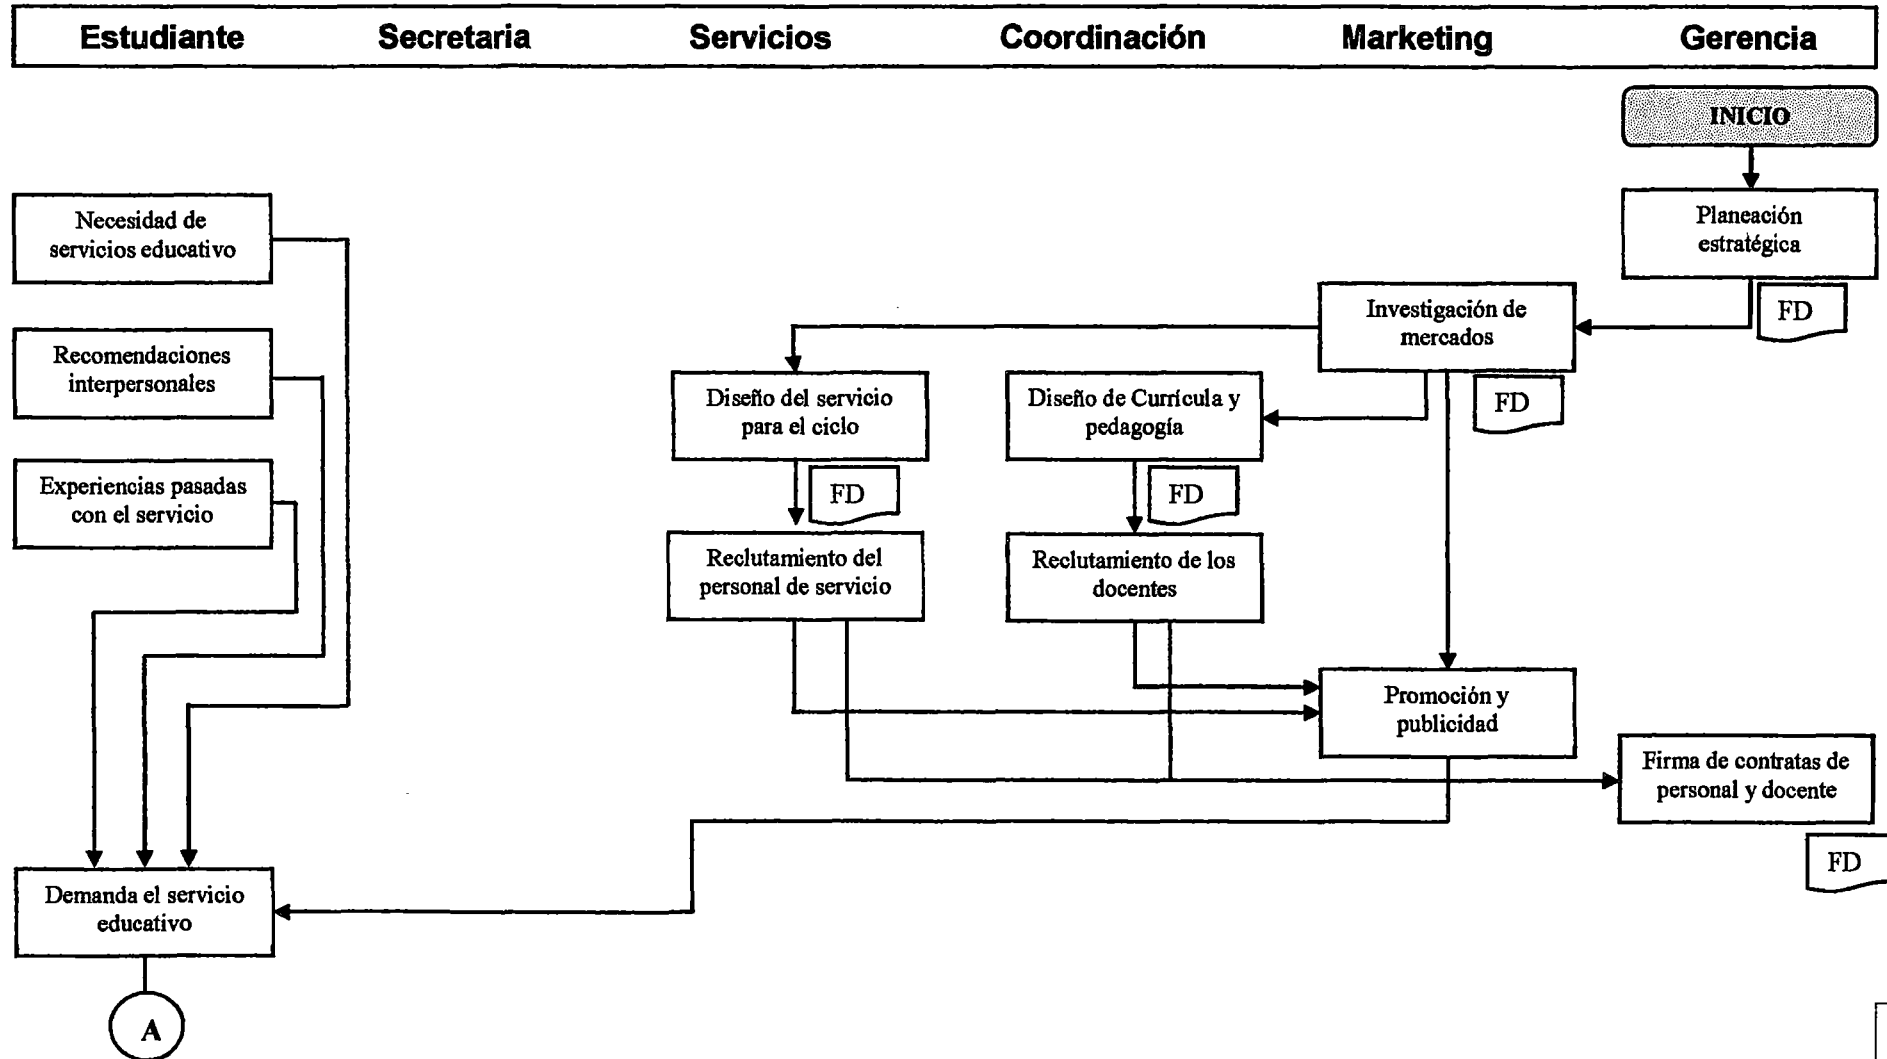 Estudiante Secretaria Servicios Coordinación Marketing Gerencia
INICIO
Necesidad de
servicios educativo
Planeación
estratégica
FD
Investigación de
mercados
FD
Recomendaciones
interpersonales
Diseño del servicio
para el ciclo
FD
Diseño de Currícula y
pedagogía
FD
Experiencias pasadas
con el servicio
Reclutamiento del
personal de servicio
Reclutamiento de los
docentes
Promoción y
publicidad
Firma de contratas de
personal y docente
FD
Demanda el servicio
educativo
A